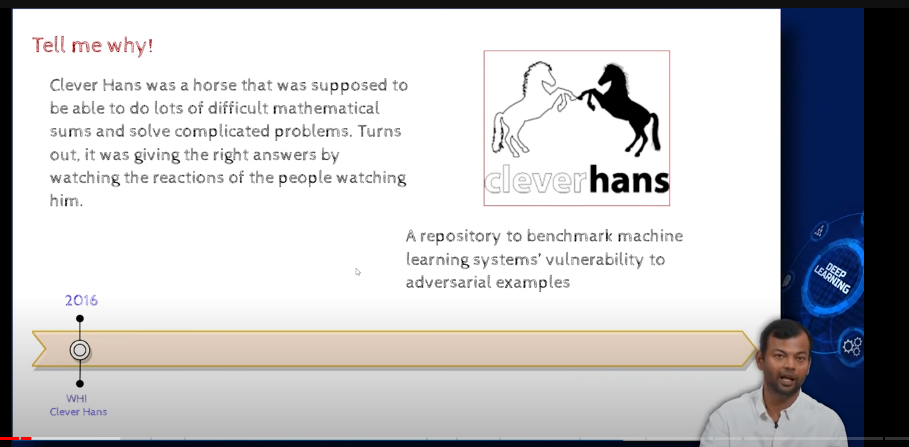 Tell me why!
Clever Hans was a horse that was supposed to
be able to do lots of difficult mathematical
sums and solve complicated problems. Turns
out, it was giving the right answers by
watching the reactions of the people watching
him.
cleverhans
A repository to benchmark machine
learning systems' vulnerability to
adversarial examples
2016
WHI
Clever Hans
DEEP
LEARNING